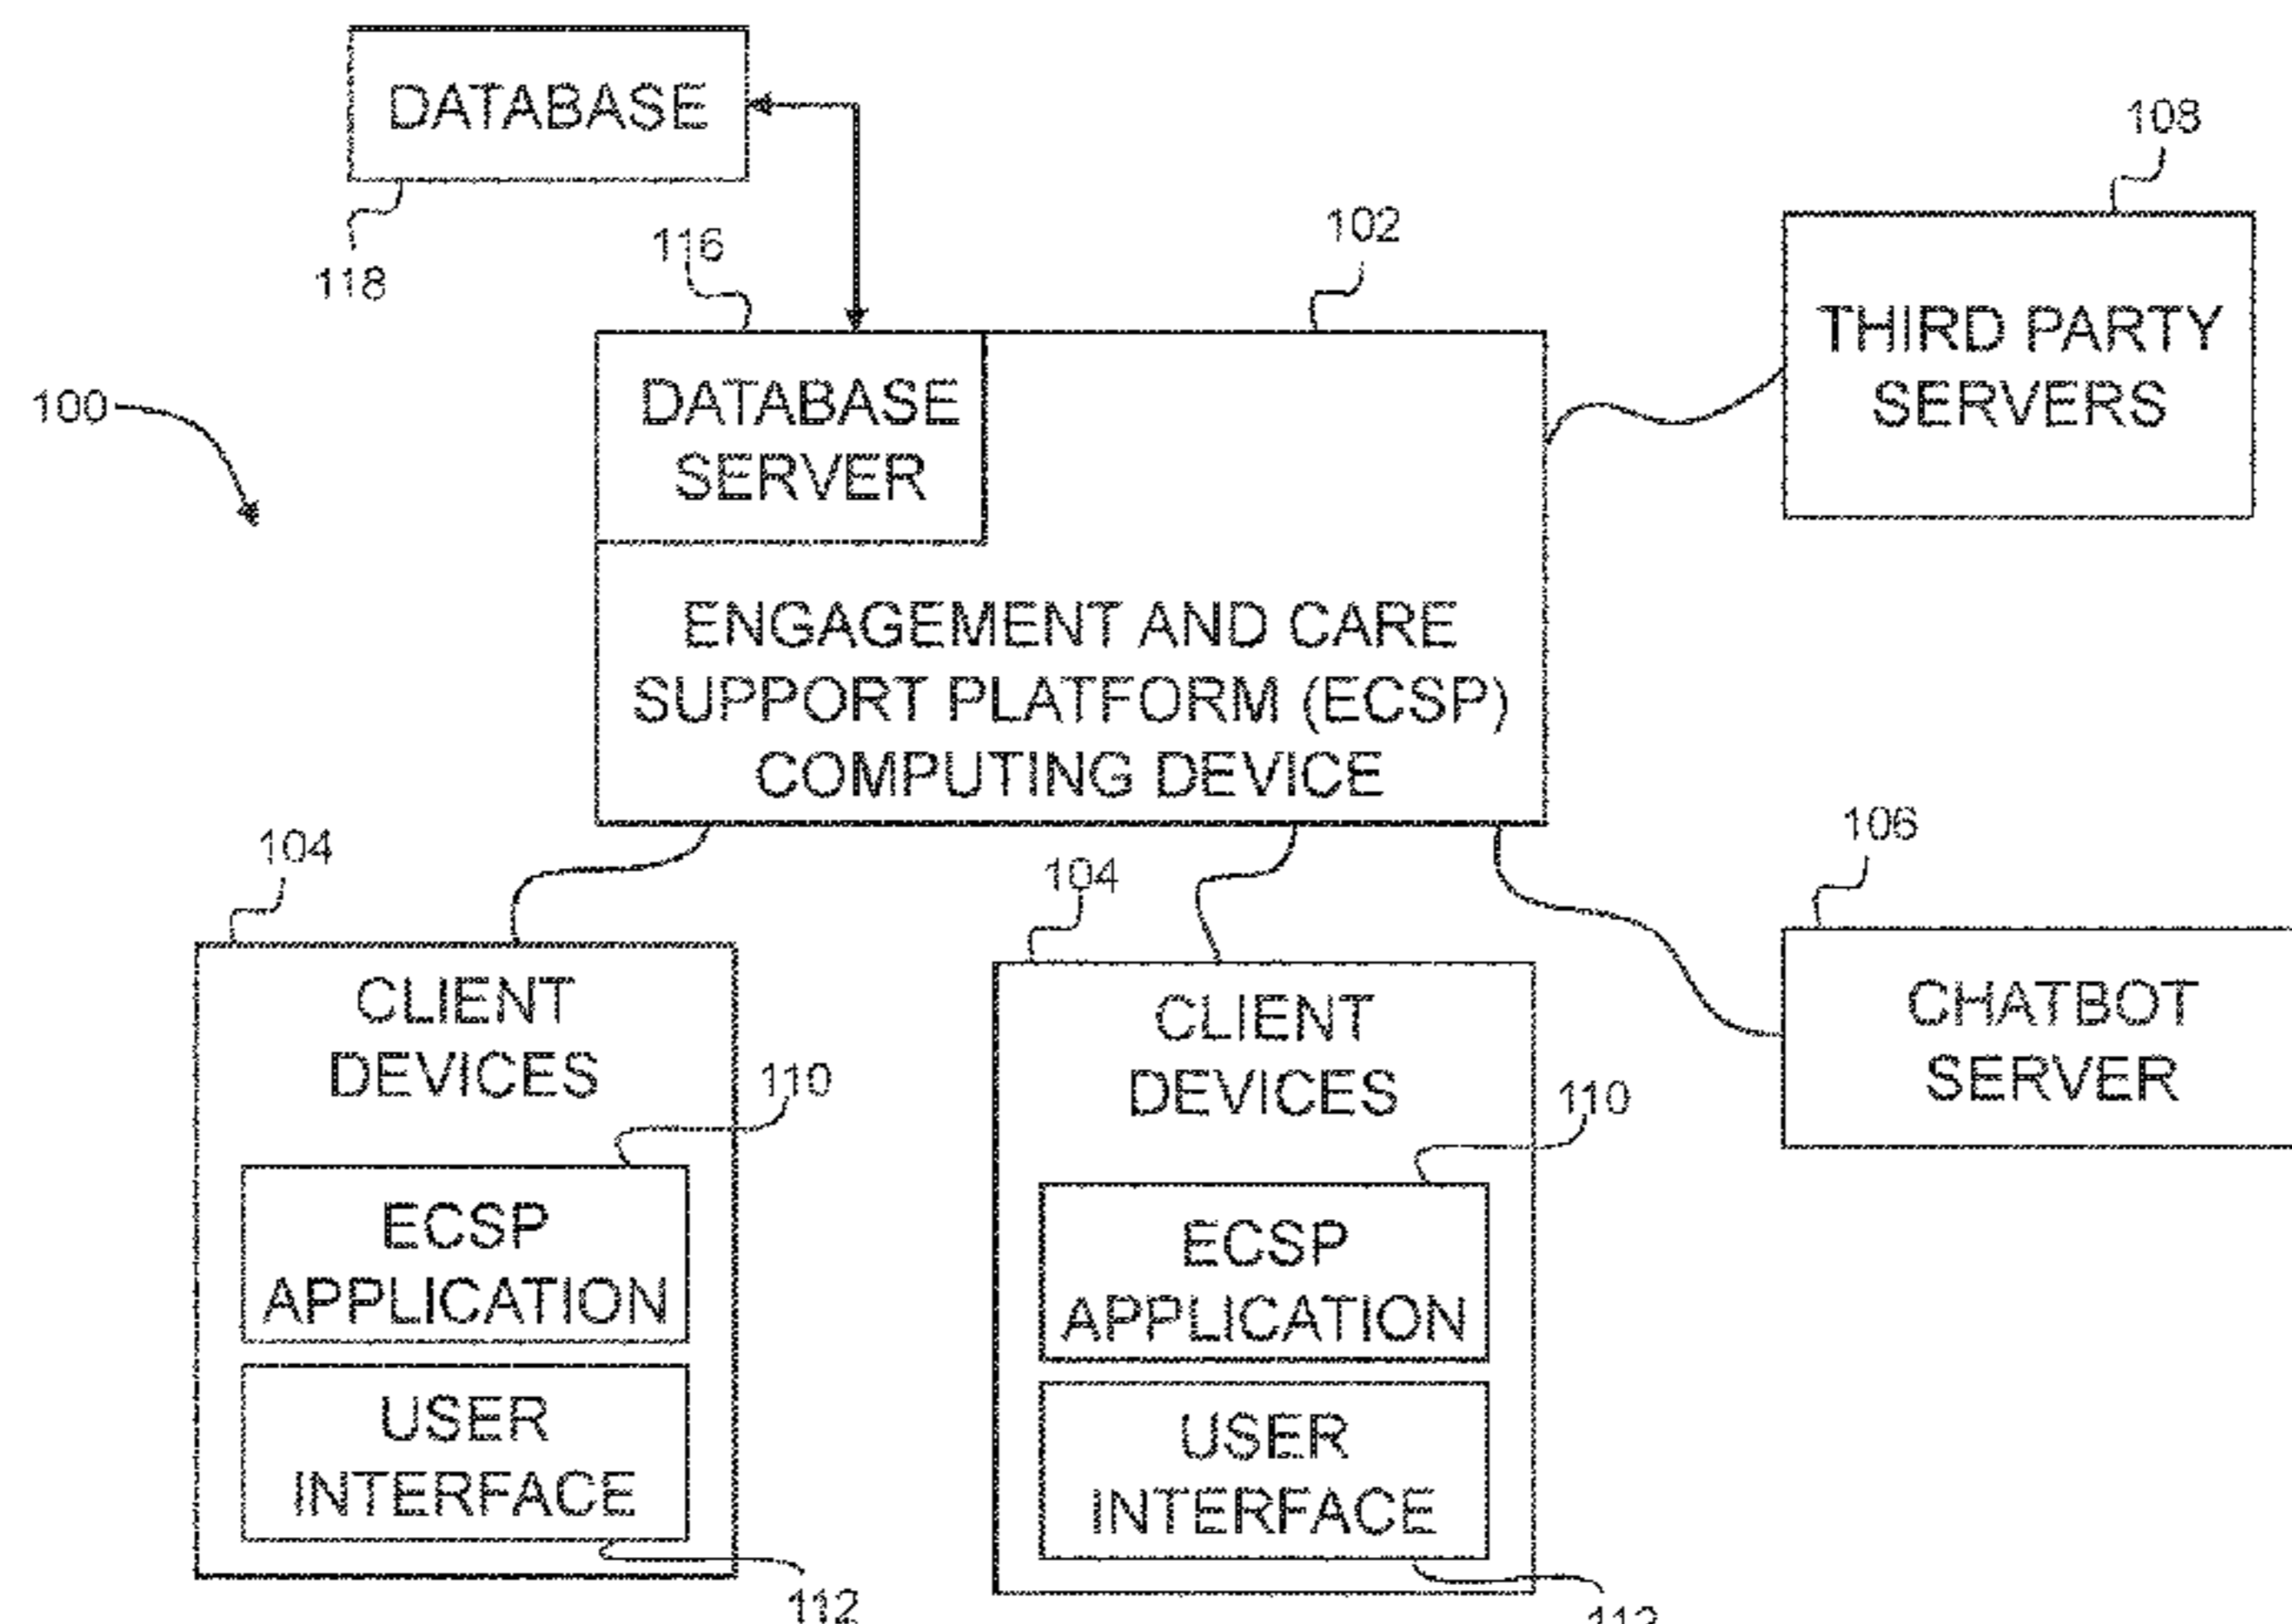 DATABASE
118
116
102
108
THIRD PARTY
SERVERS
100
DATABASE
SERVER
ENGAGEMENT AND CARE
SUPPORT PLATFORM (ECSP)
COMPUTING DEVICE
104
CLIENT
DEVICES
110
ECSP
APPLICATION
USER
INTERFACE
112
104
CLIENT
DEVICES
110
ECSP
APPLICATION
USER
INTERFACE
112
106
CHATBOT
SERVER